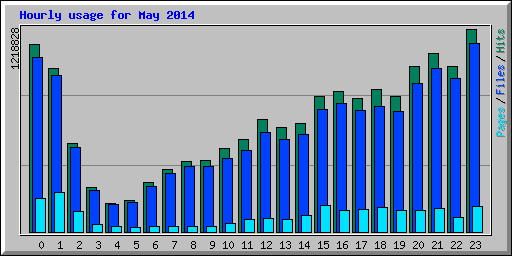 Hourly usage for May 2014
1218828
Pages/Files/Hits
0 1 2 3 4 5 6 7 8 9 10 11 12 13 14 15 16 17 18 19 20 21 22 23